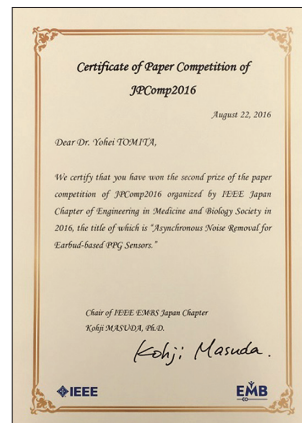 Certificate of Paper Competition of
JPComp2016
August 22, 2016
Dear Dr. Yohei TOMITA,
We certify that you have won the second prize of the paper
competition of JPComp2016 organized by IEEE Japan
Chapter of Engineering in Medicine and Biology Society in
2016, the title of which is “Asynchronous Noise Removal for
Earbud-based PPG Sensors.”
Chair of IEEE EMBS Japan Chapter
Kohji MASUDA, Ph.D.
Kohji Masuda.
IEEE
EMB